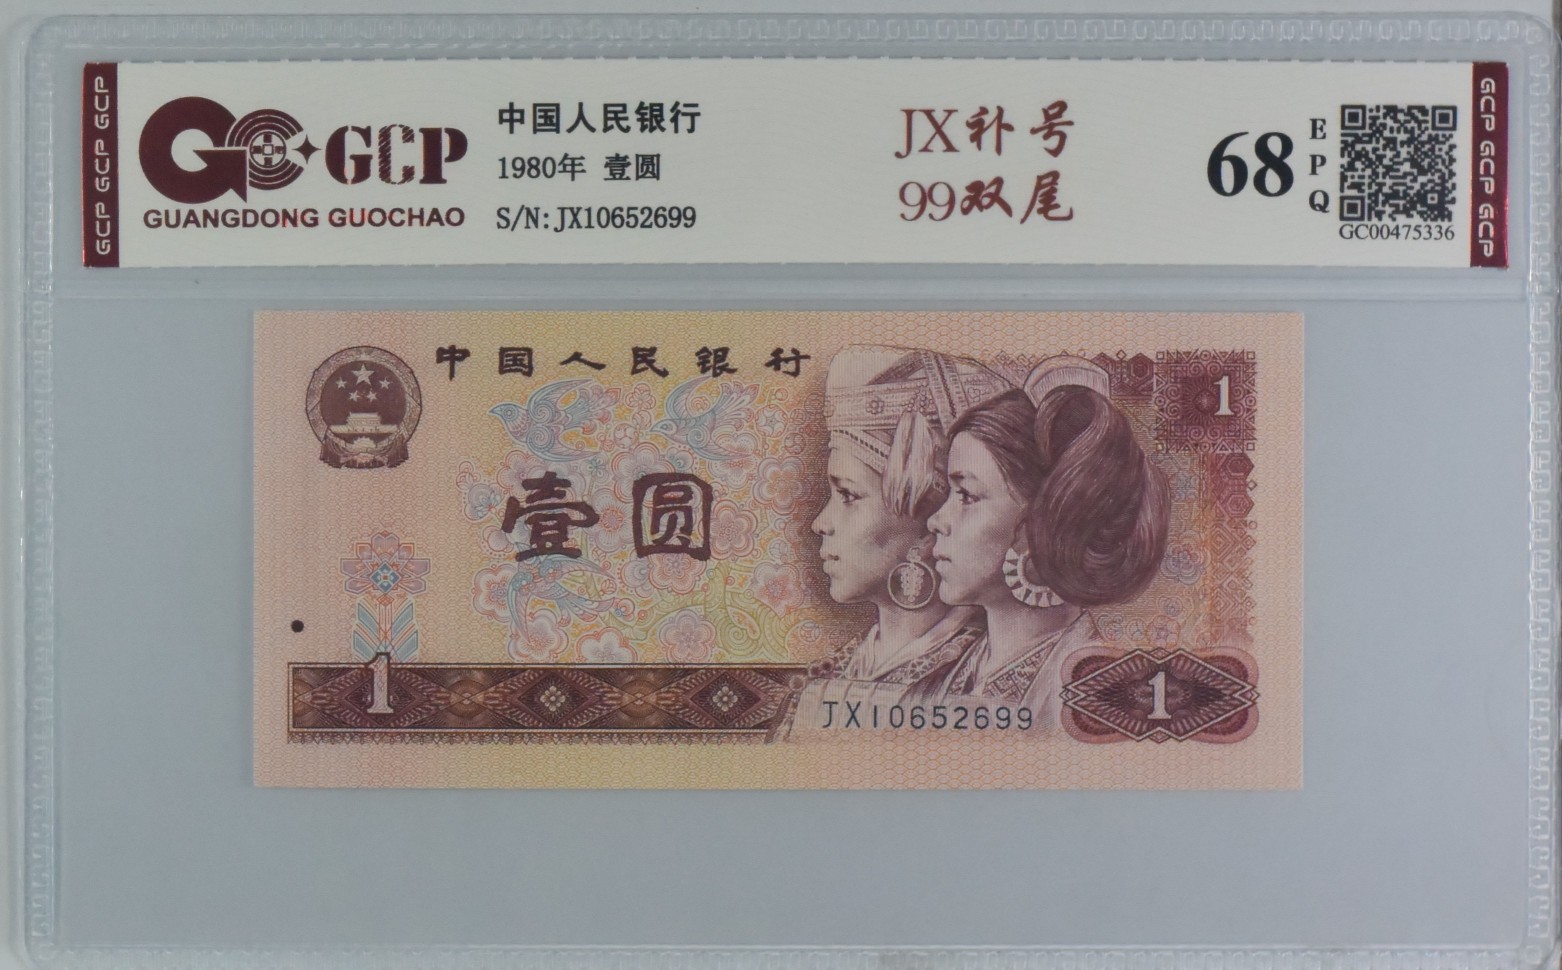 GCP GCP GCP
GCP
GUANGDONG GUOCHAO
中国人民银行
1980年 壹圆
S/N: JX10652699
JX补号
99双尾
68
EPQ
GC00475336
GCP GCP GCP
中国人民银行
1
壹圆
1
JX10652699
1